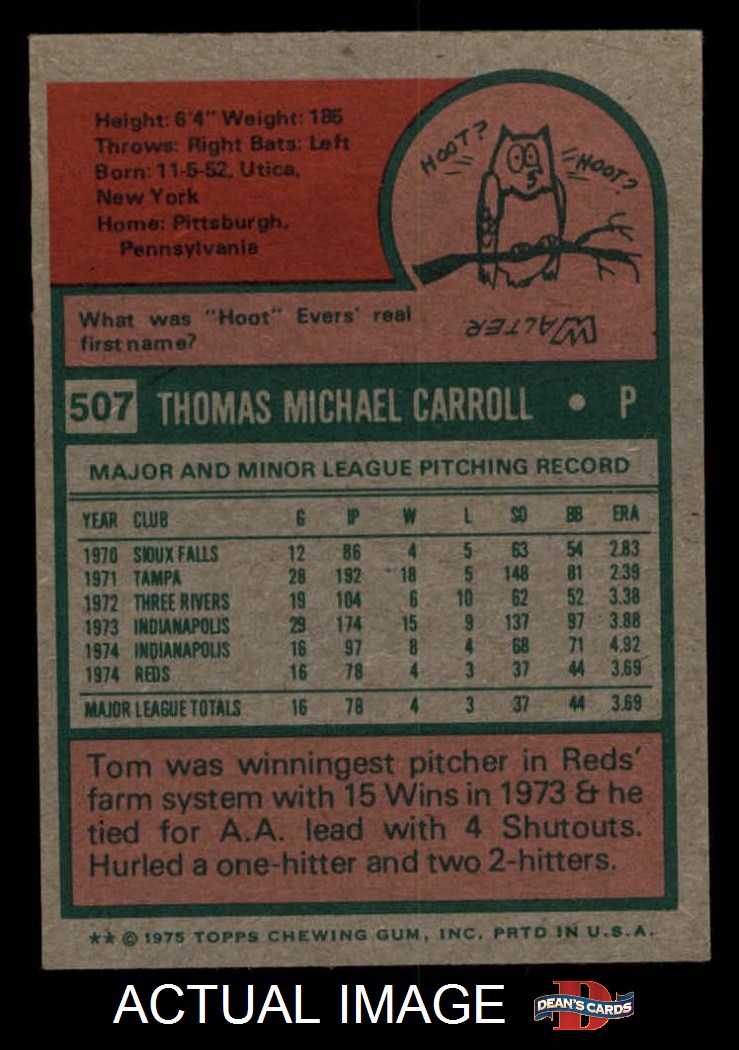 Height: 6'4" Weight: 185
Throws: Right Bats: Left
Born: 11-5-52, Utica,
New York
Home: Pittsburgh,
Pennsylvania
HOOT?
HOOT?
What was "Hoot" Evers' real
first name?
WALTER
507 THOMAS MICHAEL CARROLL • P
MAJOR AND MINOR LEAGUE PITCHING RECORD
YEAR CLUB G IP W L SO BB ERA
1970 SIOUX FALLS 12 86 4 5 63 54 2.83
1971 TAMPA 28 192 18 5 148 81 2.39
1972 THREE RIVERS 19 104 6 10 62 52 3.38
1973 INDIANAPOLIS 29 174 15 9 137 97 3.88
1974 INDIANAPOLIS 16 97 8 4 68 71 4.92
1974 REDS 16 78 4 3 37 44 3.69
MAJOR LEAGUE TOTALS 16 78 4 3 37 44 3.69
Tom was winningest pitcher in Reds'
farm system with 15 Wins in 1973 & he
tied for A.A. lead with 4 Shutouts.
Hurled a one-hitter and two 2-hitters.
** © 1975 TOPPS CHEWING GUM, INC. PRTD IN U.S.A.
ACTUAL IMAGE
D
DEAN'S CARDS